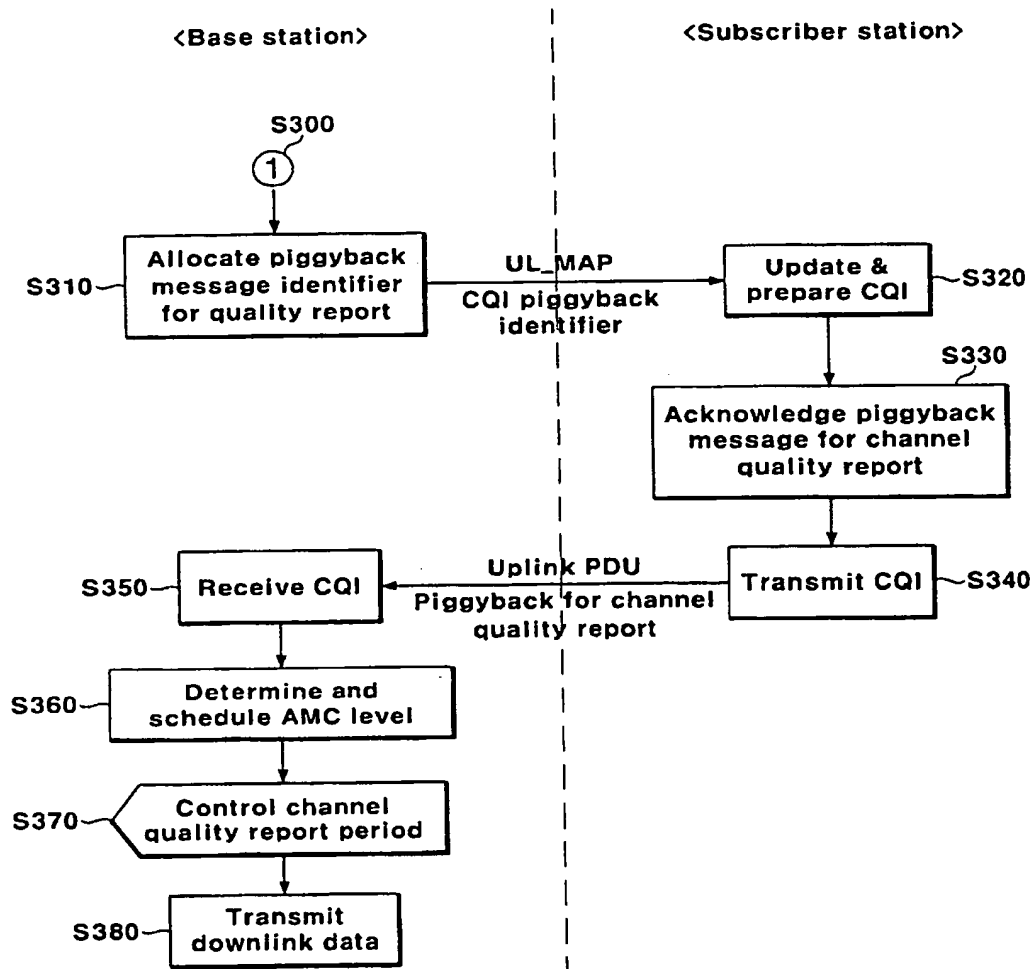 <Base station>
<Subscriber station>
S300
1
S310
Allocate piggyback
message identifier
for quality report
UL_MAP
CQI piggyback
identifier
Update &
prepare CQI
S320
S330
Acknowledge piggyback
message for channel
quality report
S350
Receive CQI
Uplink PDU
Piggyback for channel
quality report
Transmit CQI
S340
S360
Determine and
schedule AMC level
S370
Control channel
quality report period
S380
Transmit
downlink data